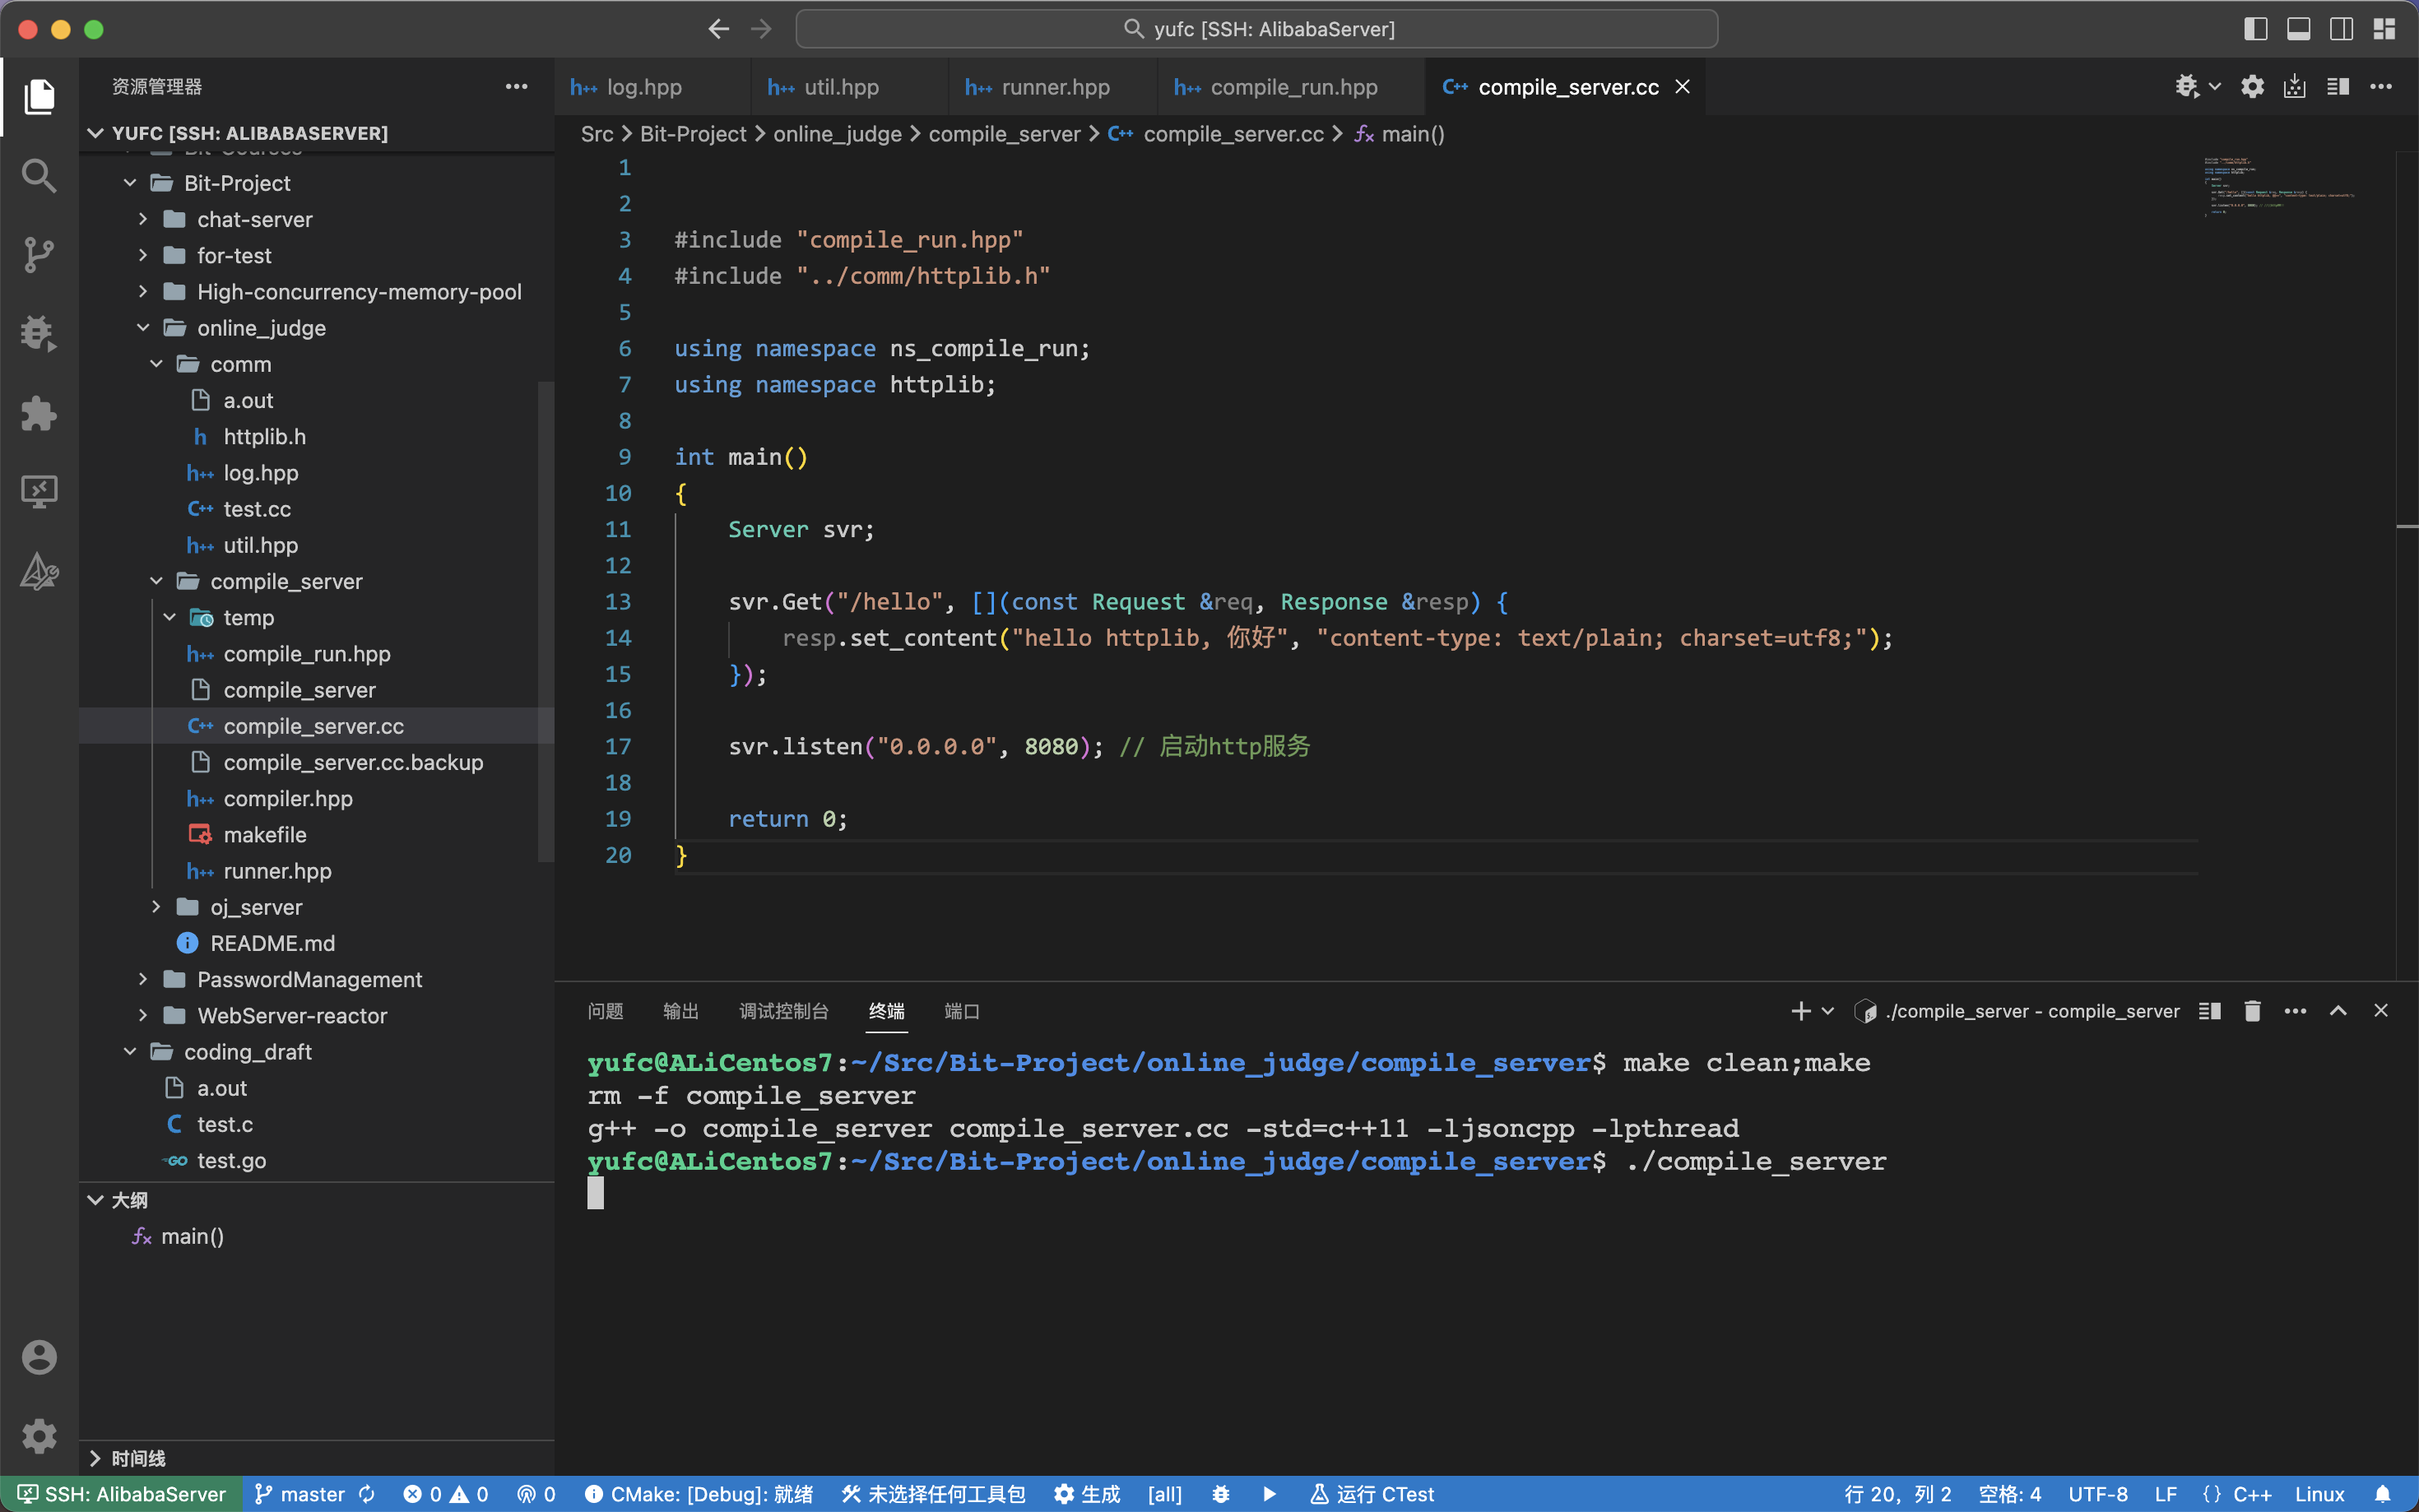 yufc [SSH: AlibabaServer]
资源管理器
YUFC [SSH: ALIBABASERVER]
Bit-Courses
Bit-Project
chat-server
for-test
High-concurrency-memory-pool
online_judge
comm
a.out
h httplib.h
h++ log.hpp
C++ test.cc
h++ util.hpp
compile_server
temp
h++ compile_run.hpp
compile_server
C++ compile_server.cc
compile_server.cc.backup
h++ compiler.hpp
makefile
h++ runner.hpp
oj_server
README.md
PasswordManagement
WebServer-reactor
coding_draft
a.out
C test.c
GO test.go
大纲
main()
时间线
h++ log.hpp
h++ util.hpp
h++ runner.hpp
h++ compile_run.hpp
C++ compile_server.cc
Src > Bit-Project > online_judge > compile_server > C++ compile_server.cc > main()
1
2
3 #include "compile_run.hpp"
4 #include "../comm/httplib.h"
5
6 using namespace ns_compile_run;
7 using namespace httplib;
8
9 int main()
10 {
11 Server svr;
12
13 svr.Get("/hello", [](const Request &req, Response &resp) {
14 resp.set_content("hello httplib, 你好", "content-type: text/plain; charset=utf8;");
15 });
16
17 svr.listen("0.0.0.0", 8080); // 启动http服务
18
19 return 0;
20 }
问题 输出 调试控制台 终端 端口
./compile_server - compile_server
yufc@ALiCentos7:~/Src/Bit-Project/online_judge/compile_server$ make clean;make
rm -f compile_server
g++ -o compile_server compile_server.cc -std=c++11 -ljsoncpp -lpthread
yufc@ALiCentos7:~/Src/Bit-Project/online_judge/compile_server$ ./compile_server
SSH: AlibabaServer master 0 0 0 CMake: [Debug]: 就绪 未选择任何工具包 生成 [all] 运行 CTest 行 20，列 2 空格: 4 UTF-8 LF {} C++ Linux